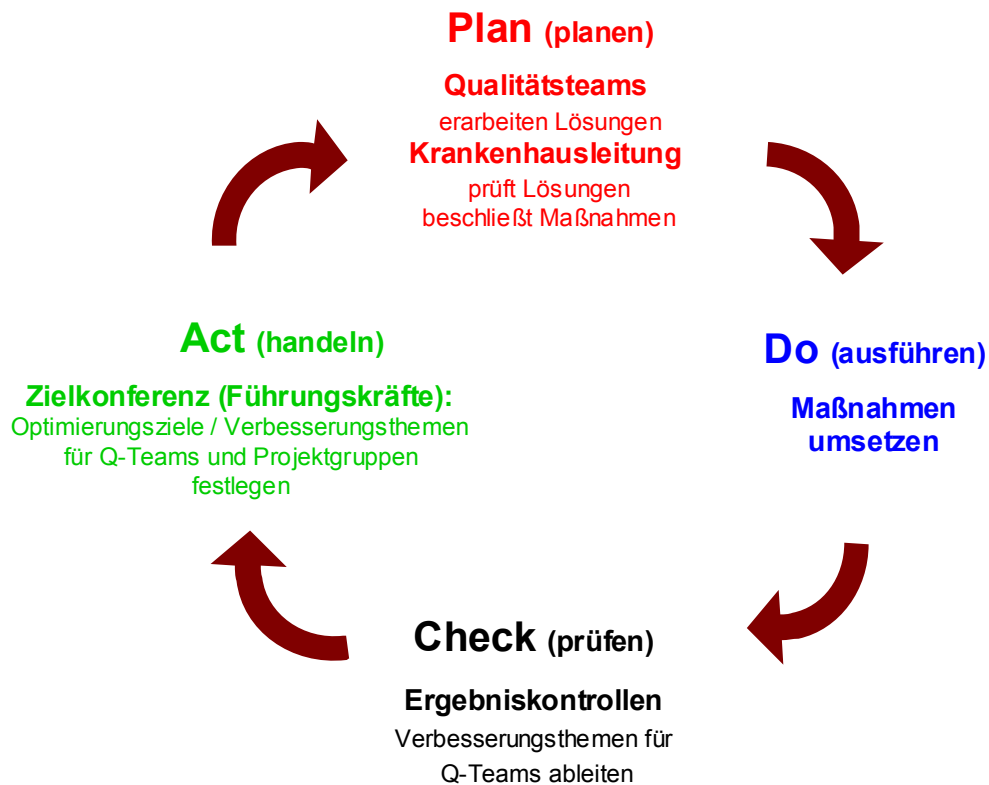 Plan (planen)
Qualitätsteams
erarbeiten Lösungen
Krankenhausleitung
prüft Lösungen
beschließt Maßnahmen
Do (ausführen)
Maßnahmen
umsetzen
Check (prüfen)
Ergebniskontrollen
Verbesserungsthemen für
Q-Teams ableiten
Act (handeln)
Zielkonferenz (Führungskräfte):
Optimierungsziele / Verbesserungsthemen
für Q-Teams und Projektgruppen
festlegen